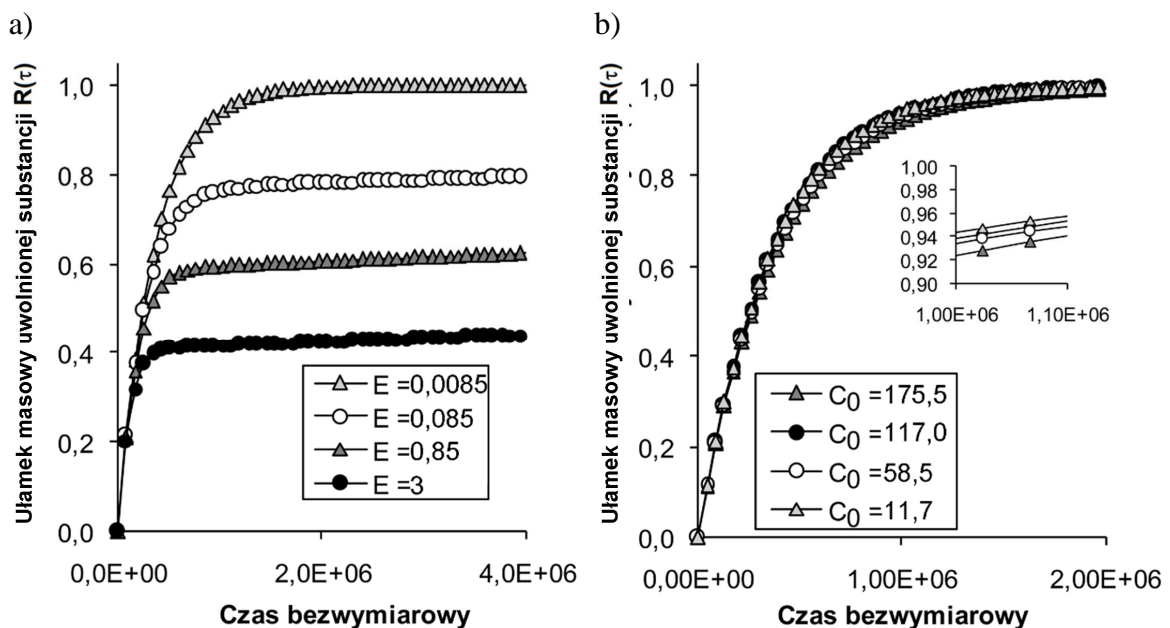 a)
Ułamek masowy uwolnionej substancji R(τ)
1,0
0,8
0,6
0,4
0,2
0,0
E =0,0085
E =0,085
E =0,85
E =3
0,0E+00
2,0E+06
4,0E+06
Czas bezwymiarowy
b)
Ułamek masowy uwolnionej substancji R(τ)
1,0
0,8
0,6
0,4
0,2
0,0
1,00
0,98
0,96
0,94
0,92
0,90
1,00E+06
1,10E+06
C0 =175,5
C0 =117,0
C0 =58,5
C0 =11,7
0,00E+00
1,00E+06
2,00E+06
Czas bezwymiarowy